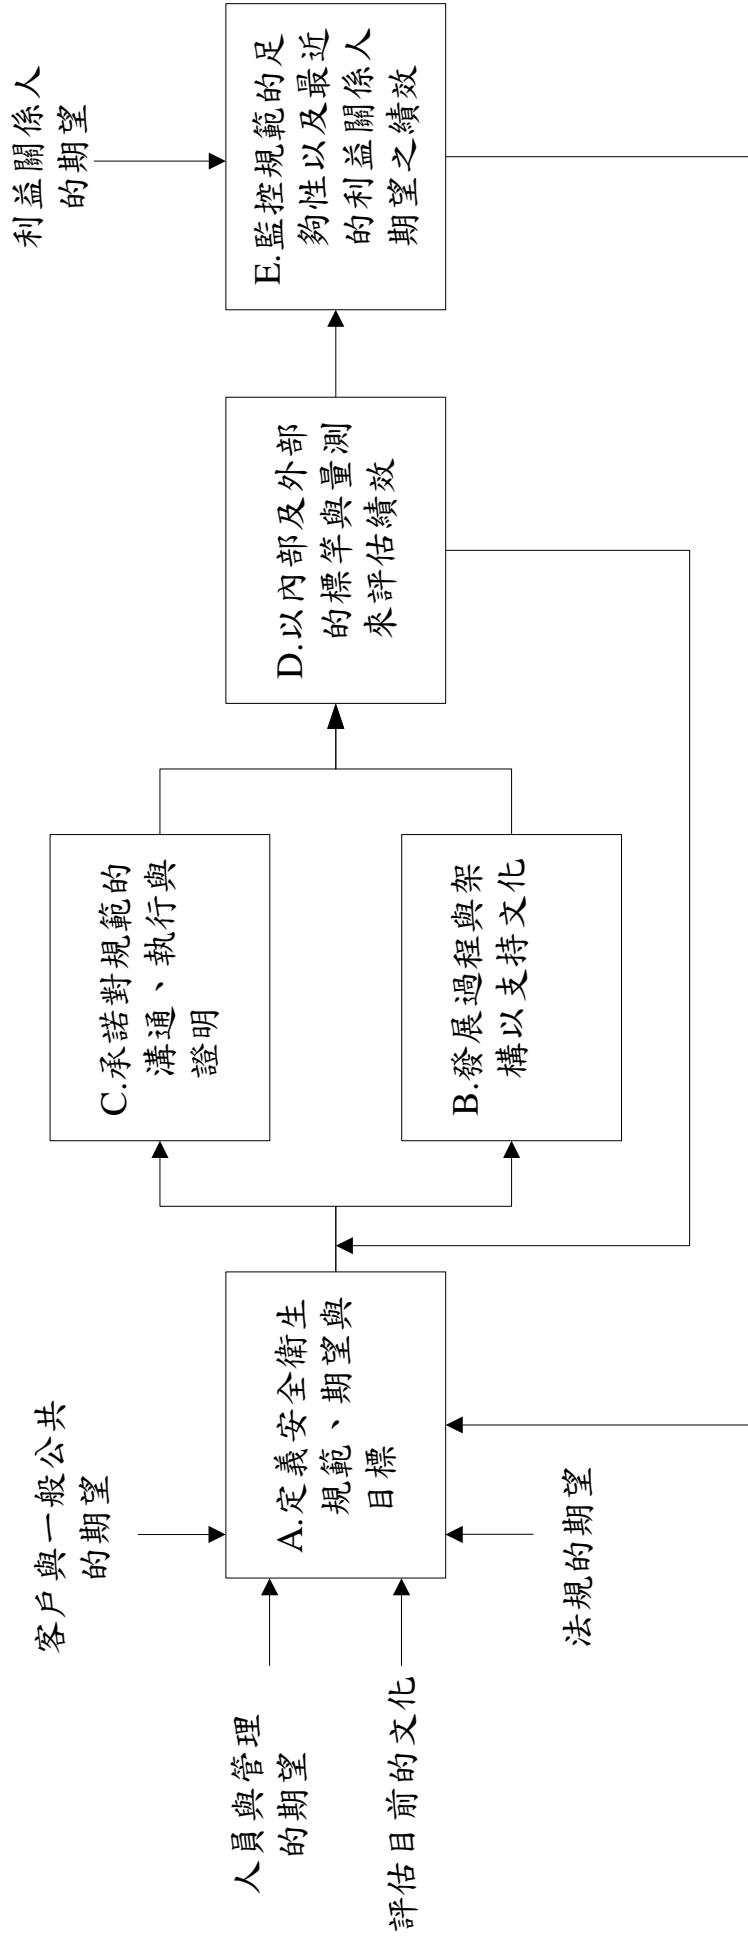 客戶與一般公共
的期望
人員與管理
的期望
評估目前的文化
法規的期望
A.定義安全衛生
規範、期望與
目標
C.承諾對規範的
溝通、執行與
證明
B.發展過程與架
構以支持文化
D.以內部及外部
的標竿與量測
來評估績效
利益關係人
的期望
E.監控規範的足
夠性以及最近
的利益關係人
期望之績效